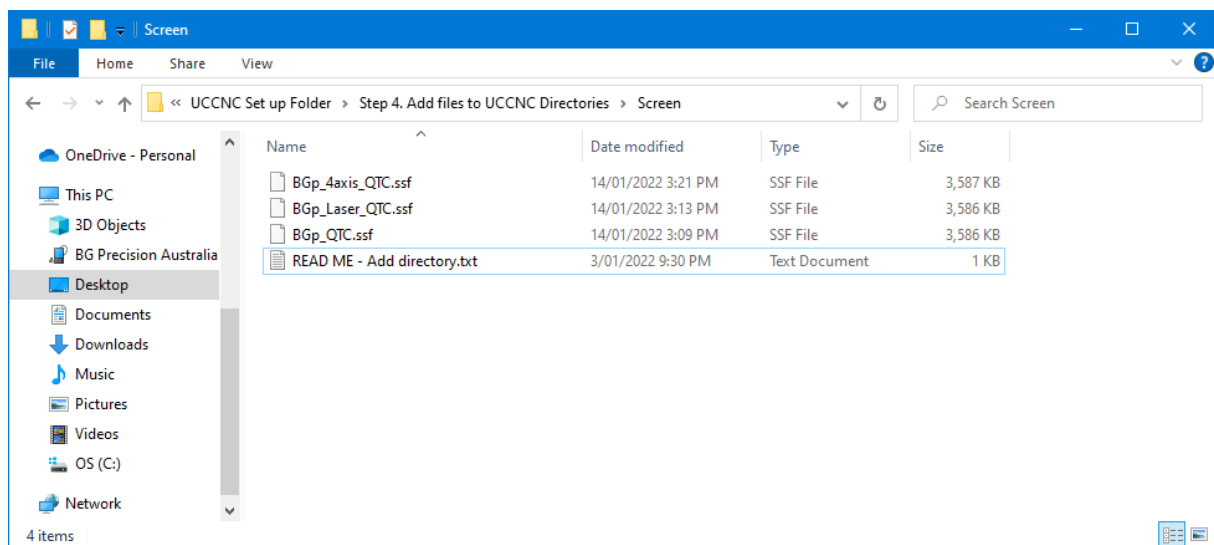 Screen
File Home Share View
« UCCNC Set up Folder > Step 4. Add files to UCCNC Directories > Screen
Search Screen
OneDrive - Personal
This PC
3D Objects
BG Precision Australia
Desktop
Documents
Downloads
Music
Pictures
Videos
OS (C:)
Network
Name Date modified Type Size
BGp_4axis_QTC.ssf 14/01/2022 3:21 PM SSF File 3,587 KB
BGp_Laser_QTC.ssf 14/01/2022 3:13 PM SSF File 3,586 KB
BGp_QTC.ssf 14/01/2022 3:09 PM SSF File 3,586 KB
READ ME - Add directory.txt 3/01/2022 9:30 PM Text Document 1 KB
4 items